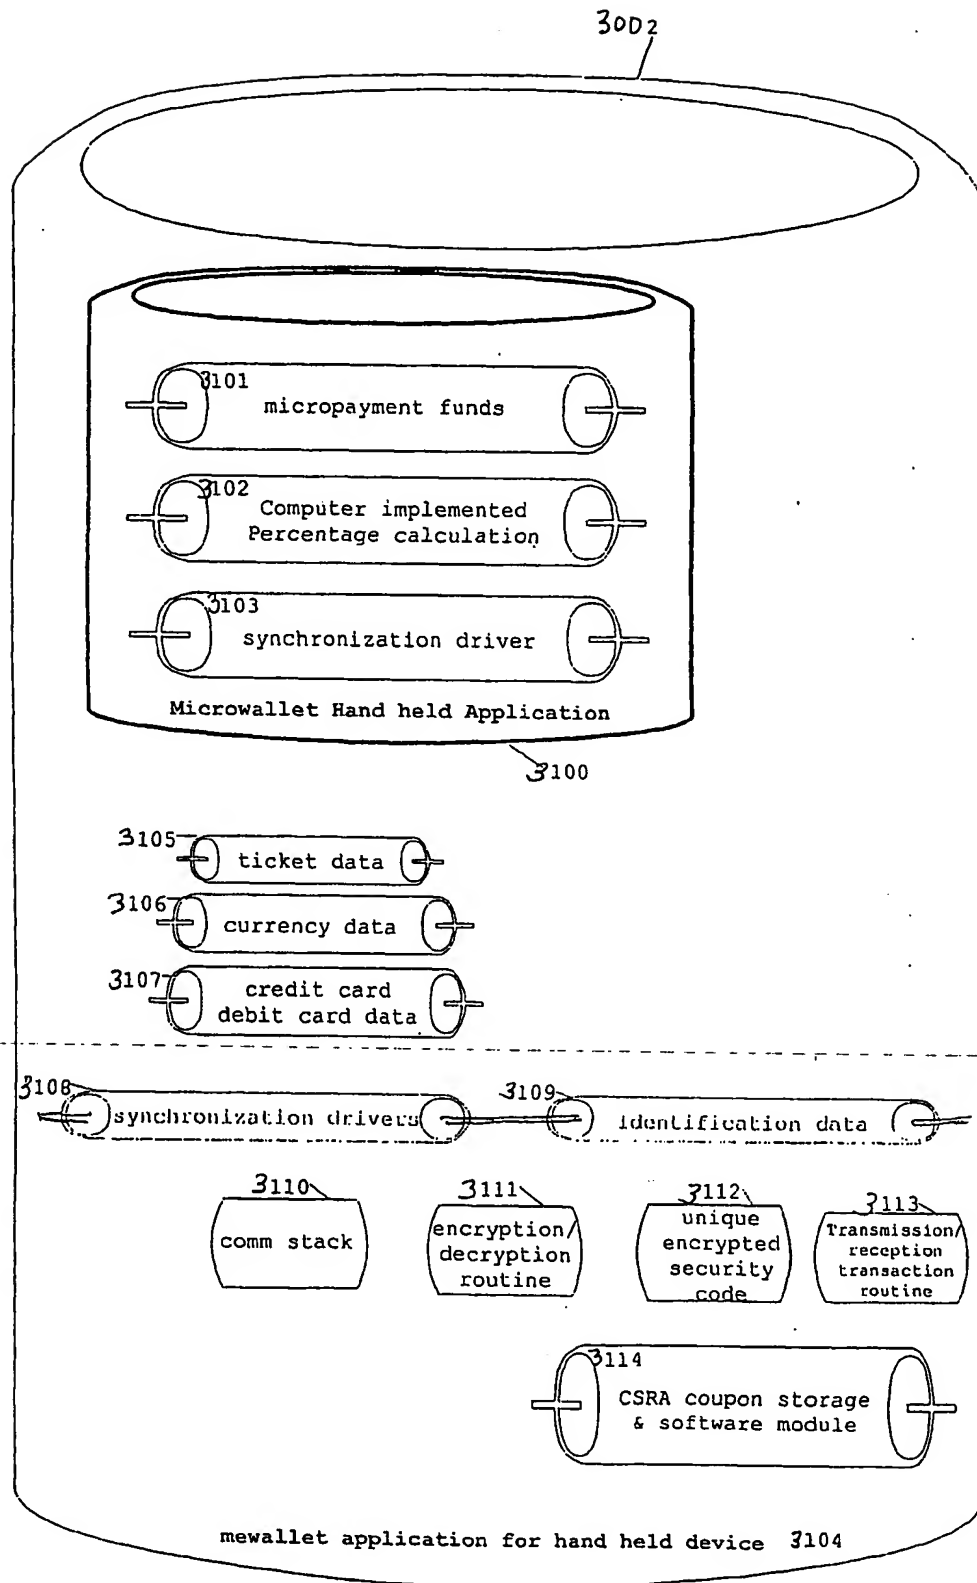 30D2
3101
micropayment funds
3102
Computer implemented
Percentage calculation
3103
synchronization driver
Microwallet Hand held Application
3100
3105
ticket data
3106
currency data
3107
credit card
debit card data
3108
synchronization drivers
3109
identification data
3110
comm stack
3111
encryption/
decryption
routine
3112
unique
encrypted
security
code
3113
Transmission/
reception
transaction
routine
3114
CSRA coupon storage
& software module
mewallet application for hand held device 3104